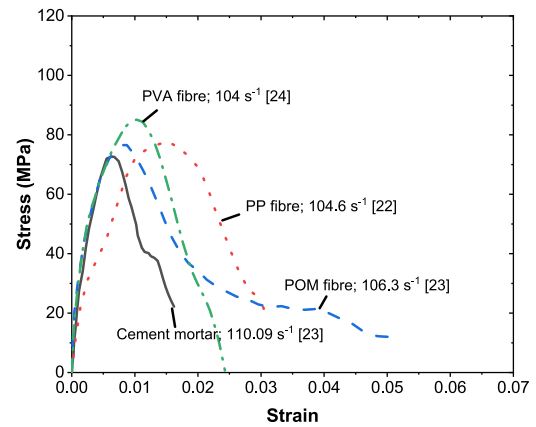 120
100
80
60
40
20
0
Stress (MPa)
PVA fibre; 104 s⁻¹ [24]
PP fibre; 104.6 s⁻¹ [22]
POM fibre; 106.3 s⁻¹ [23]
Cement mortar; 110.09 s⁻¹ [23]
0.00 0.01 0.02 0.03 0.04 0.05 0.06 0.07
Strain